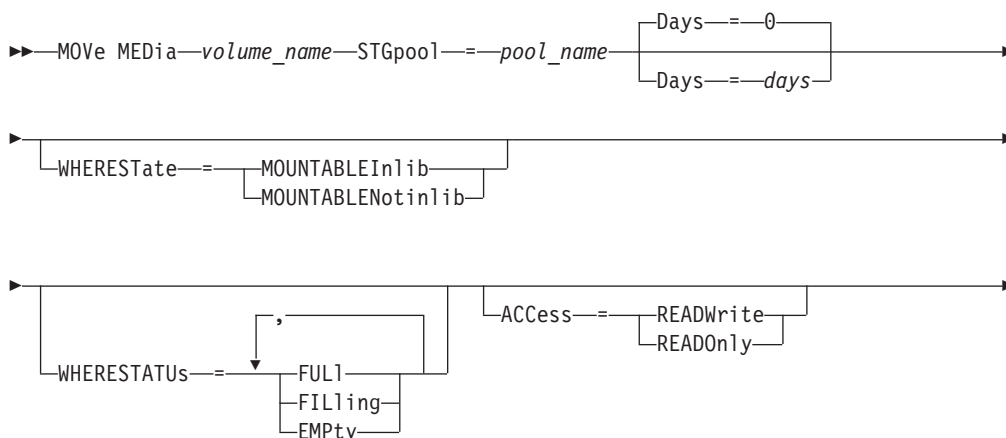 Days = 0
MOVe MEDia volume_name STGpool = pool_name
Days = days
WHERESTate = MOUNTABLEInlib
MOUNTABLENotinlib
,
ACCess = READWrite
READOnly
WHERESTATUs = FULl
FILling
EMPty